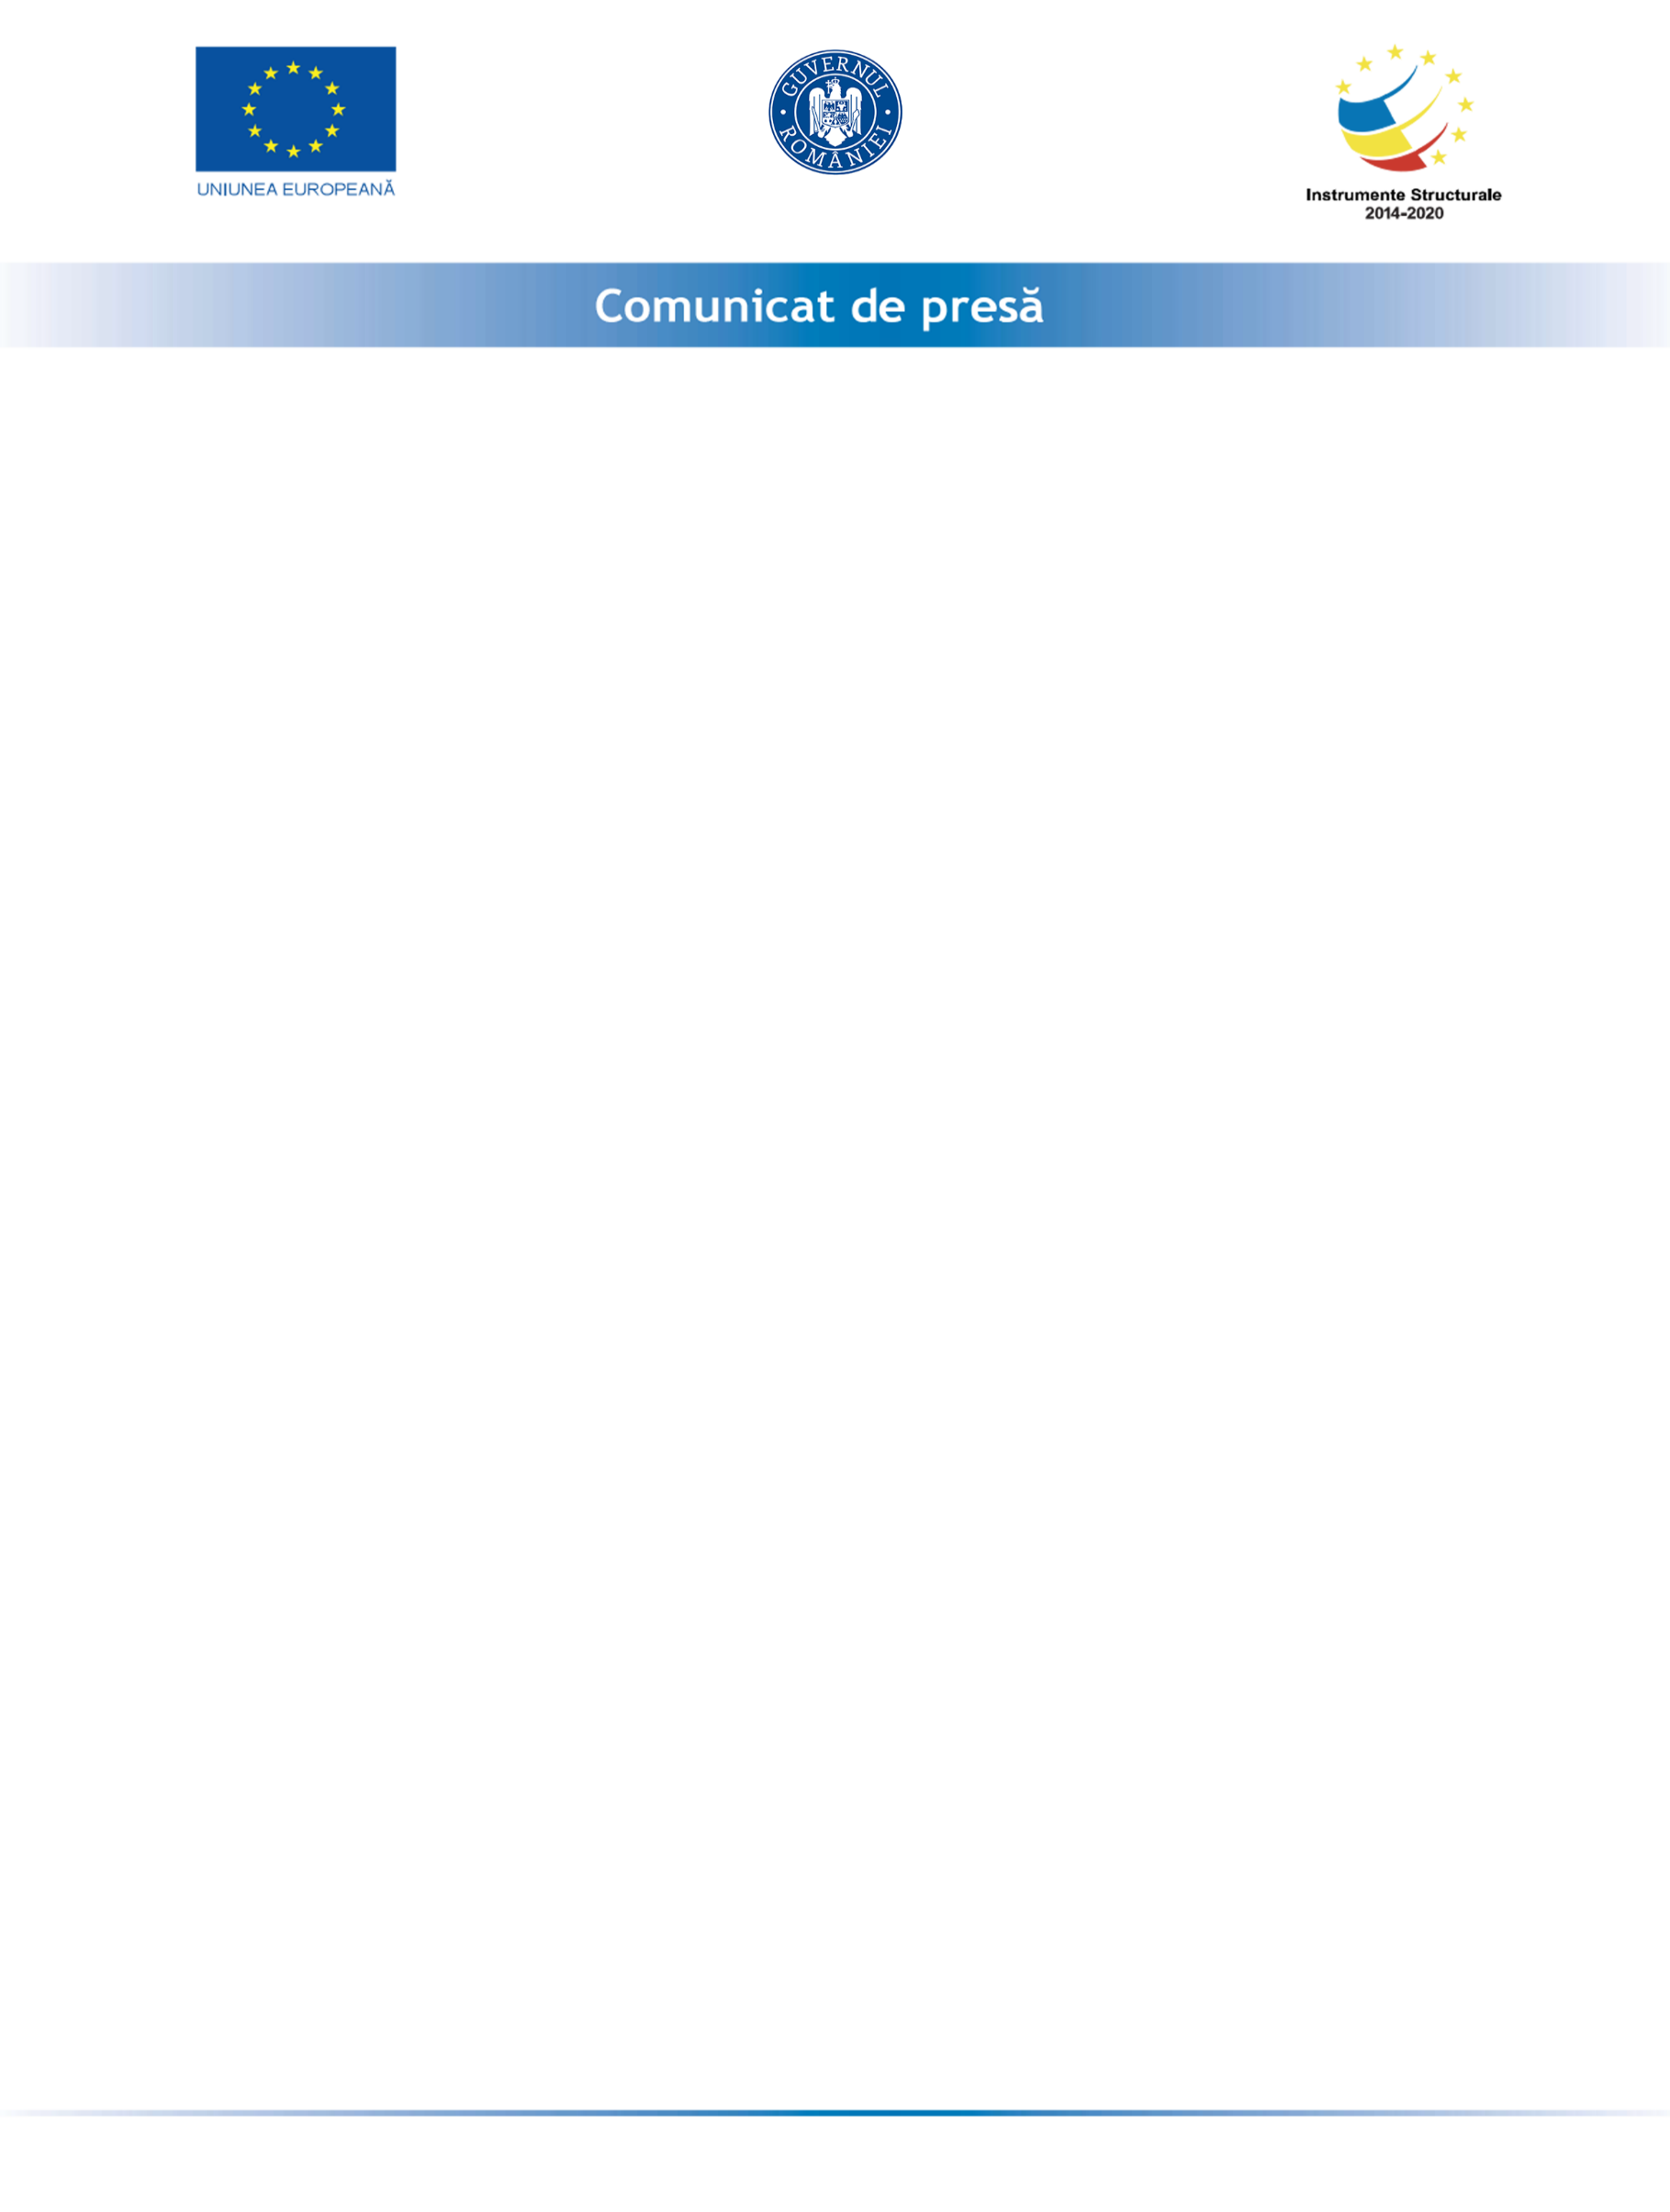 UNIUNEA EUROPEANĂ
GUVERNUL ROMÂNIEI
Instrumente Structurale
2014-2020
Comunicat de presă